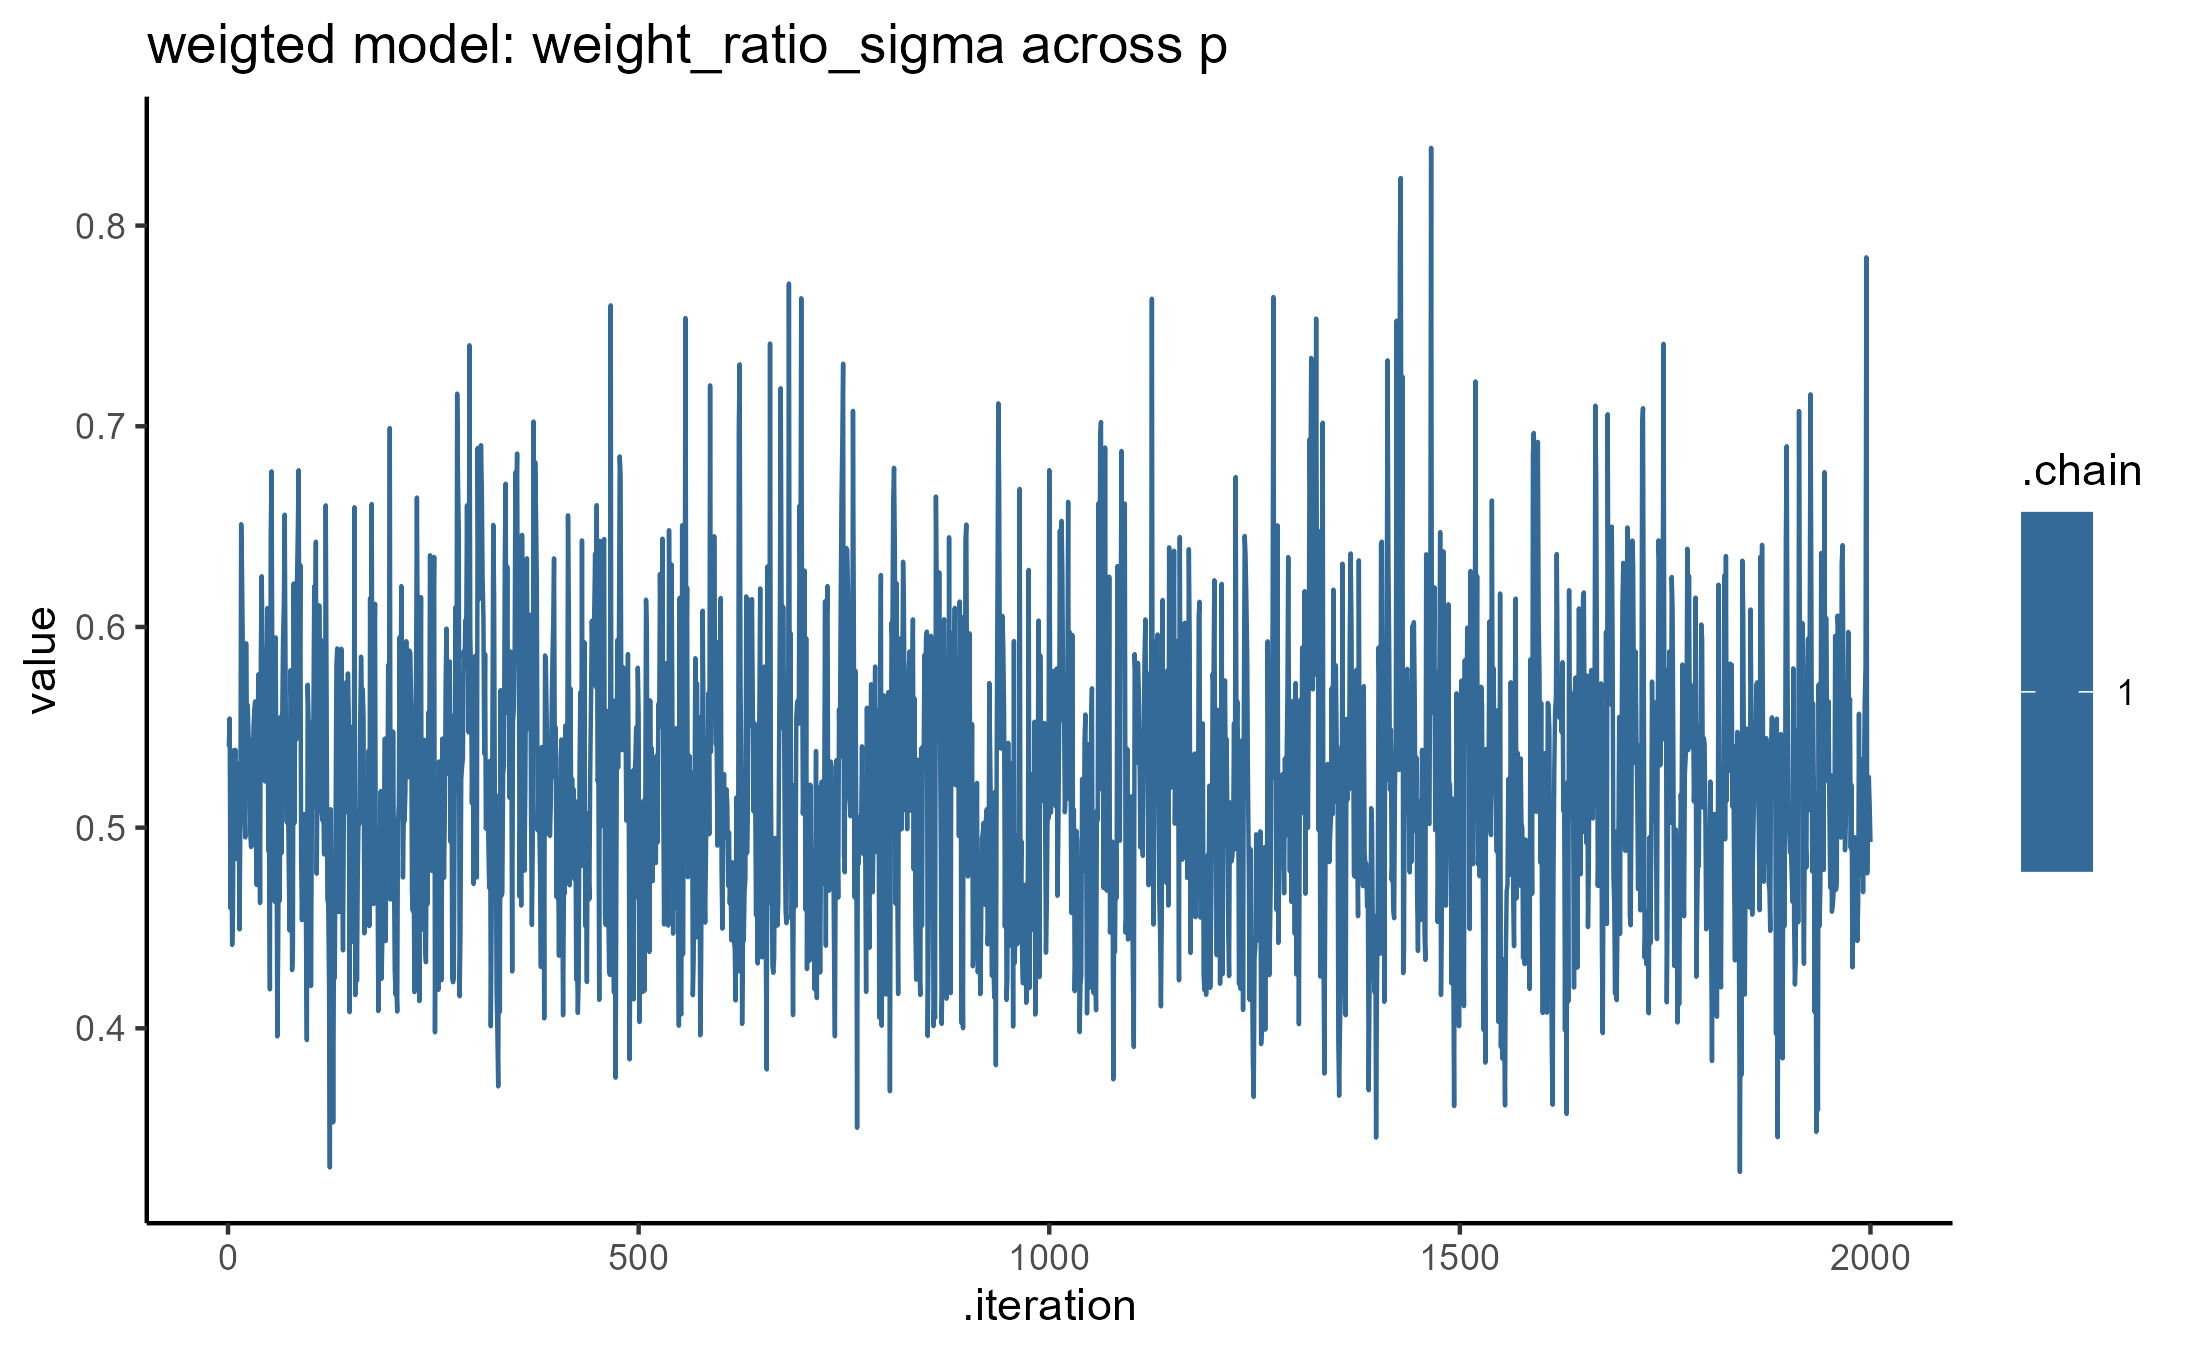 weigted model: weight_ratio_sigma across p
value
0.8
0.7
0.6
0.5
0.4
0
500
1000
1500
2000
.iteration
.chain
1